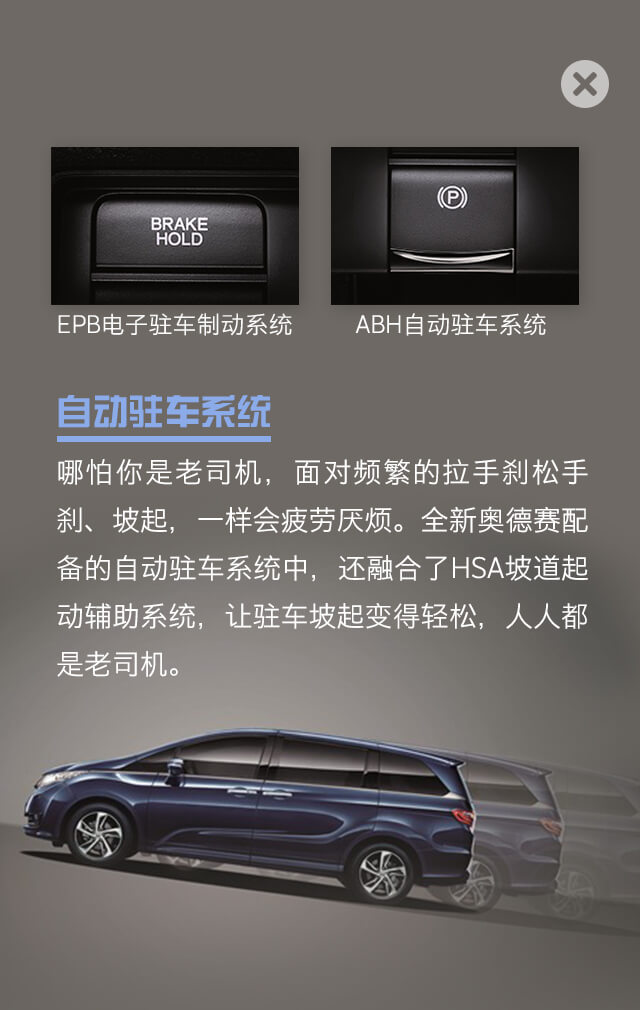 BRAKE
HOLD
P
EPB电子驻车制动系统
ABH自动驻车系统
自动驻车系统
哪怕你是老司机，面对频繁的拉手刹松手
刹、坡起，一样会疲劳厌烦。全新奥德赛配
备的自动驻车系统中，还融合了HSA坡道起
动辅助系统，让驻车坡起变得轻松，人人都
是老司机。